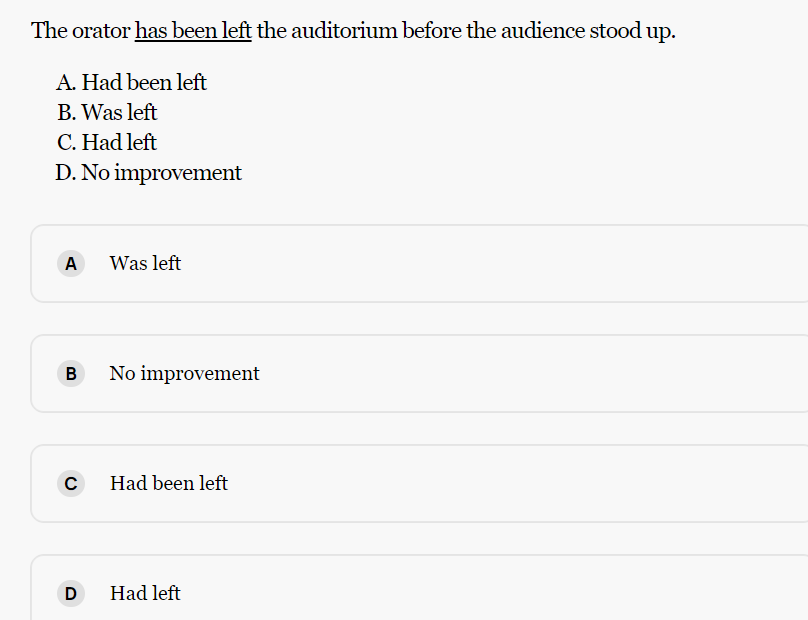 The orator has been left the auditorium before the audience stood up.
A. Had been left
B. Was left
C. Had left
D. No improvement
A Was left
B No improvement
C Had been left
D Had left